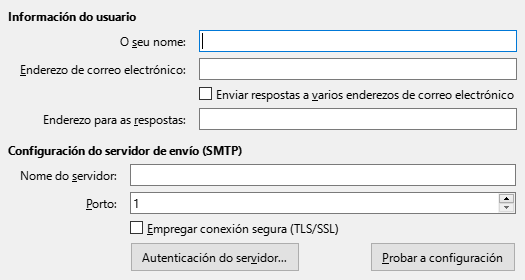 Información do usuario
O seu nome:
Enderezo de correo electrónico:
Enviar respostas a varios enderezos de correo electrónico
Enderezo para as respostas:
Configuración do servidor de envío (SMTP)
Nome do servidor:
Porto: 1
Empregar conexión segura (TLS/SSL)
Autenticación do servidor... Probar a configuración